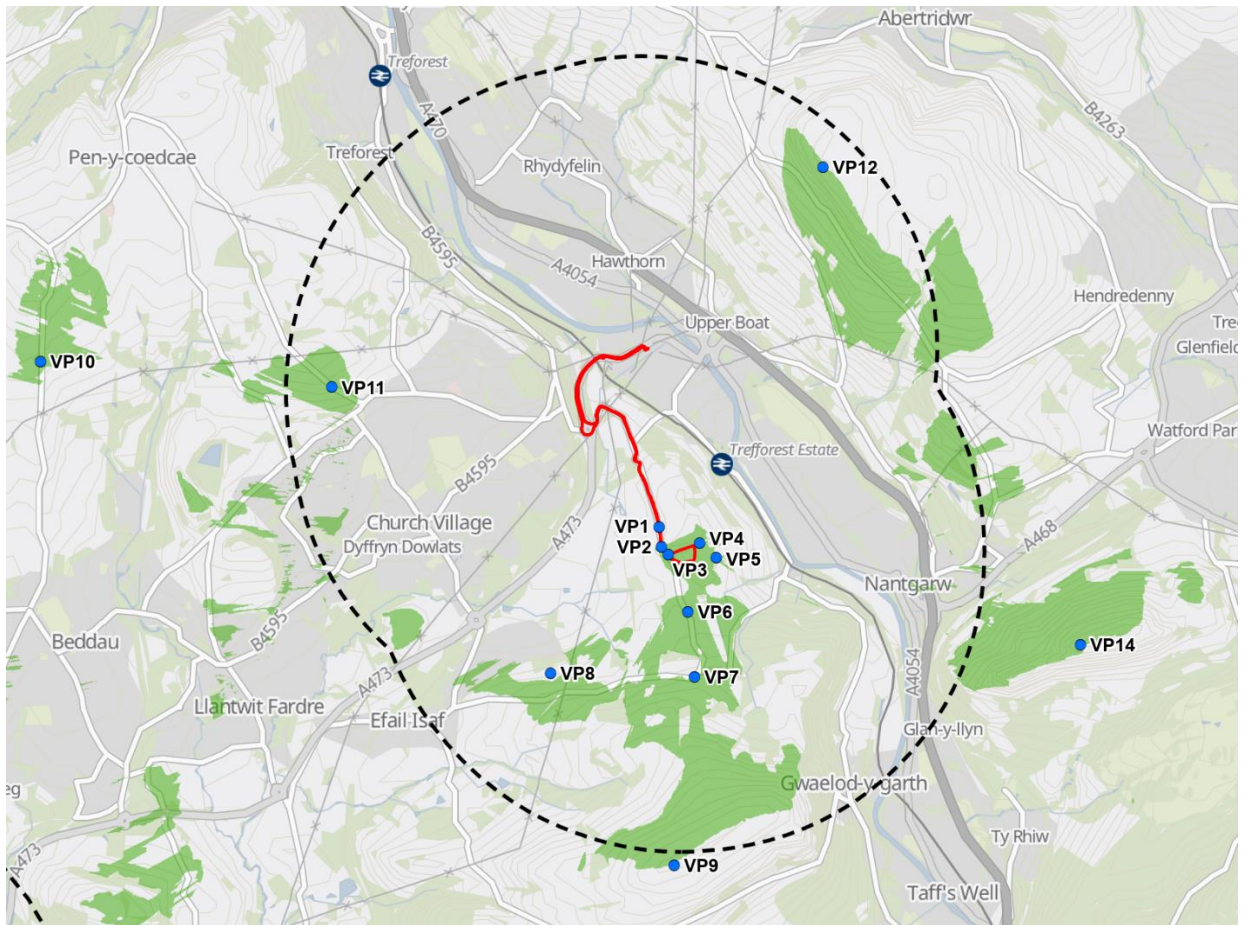 Abertridwr
Treforest
A470
B4263
Pen-y-coedcae
Treforest
Rhydyfelin
VP12
B4595
Hawthorn
A4054
Hendredenny
Upper Boat
Glenfield
VP10
VP11
Watford Par
B4595
Trefforest Estate
Church Village
A473
VP1
A468
Dyffryn Dowlats
VP2
VP4
VP3
VP5
Nantgarw
B4595
VP6
Beddau
VP14
VP8
VP7
A4054
A473
Llantwit Fardre
Efail Isaf
Glan-y-llyn
Gwaelod-y-garth
Ty Rhiw
A473
VP9
Taff's Well